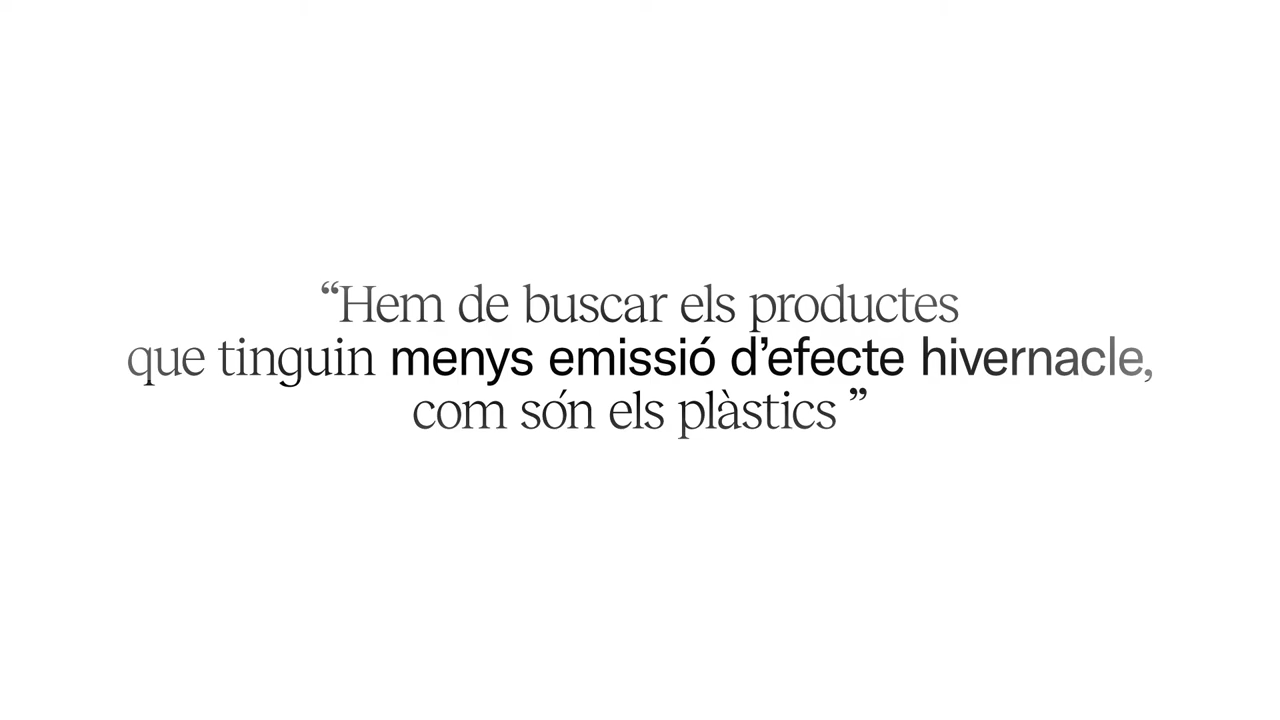 “Hem de buscar els productes
que tinguin menys emissió d’efecte hivernacle,
com són els plàstics ”